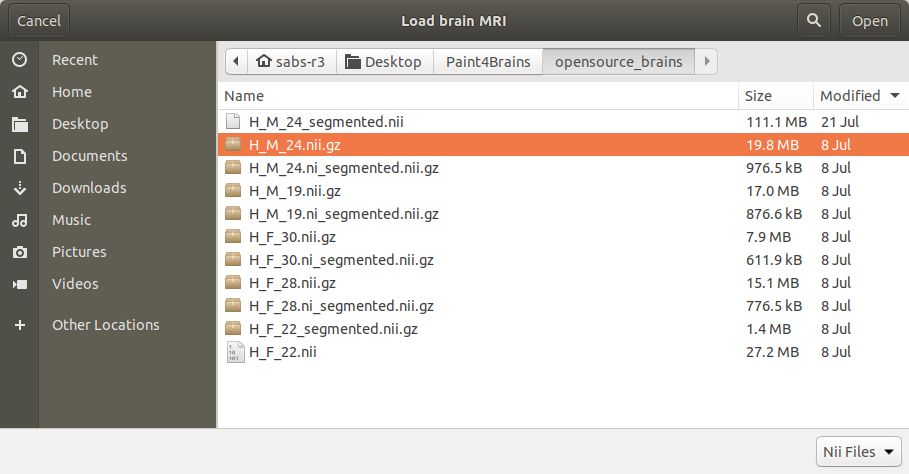 Cancel Load brain MRI Open
Recent
Home
Desktop
Documents
Downloads
Music
Pictures
Videos
Other Locations
sabs-r3 Desktop Paint4Brains opensource_brains
Name Size Modified
H_M_24_segmented.nii 111.1 MB 21 Jul
H_M_24.nii.gz 19.8 MB 8 Jul
H_M_24.ni_segmented.nii.gz 976.5 kB 8 Jul
H_M_19.nii.gz 17.0 MB 8 Jul
H_M_19.ni_segmented.nii.gz 876.6 kB 8 Jul
H_F_30.nii.gz 7.9 MB 8 Jul
H_F_30.ni_segmented.nii.gz 611.9 kB 8 Jul
H_F_28.nii.gz 15.1 MB 8 Jul
H_F_28.ni_segmented.nii.gz 776.5 kB 8 Jul
H_F_22_segmented.nii.gz 1.4 MB 8 Jul
H_F_22.nii 27.2 MB 8 Jul
Nii Files